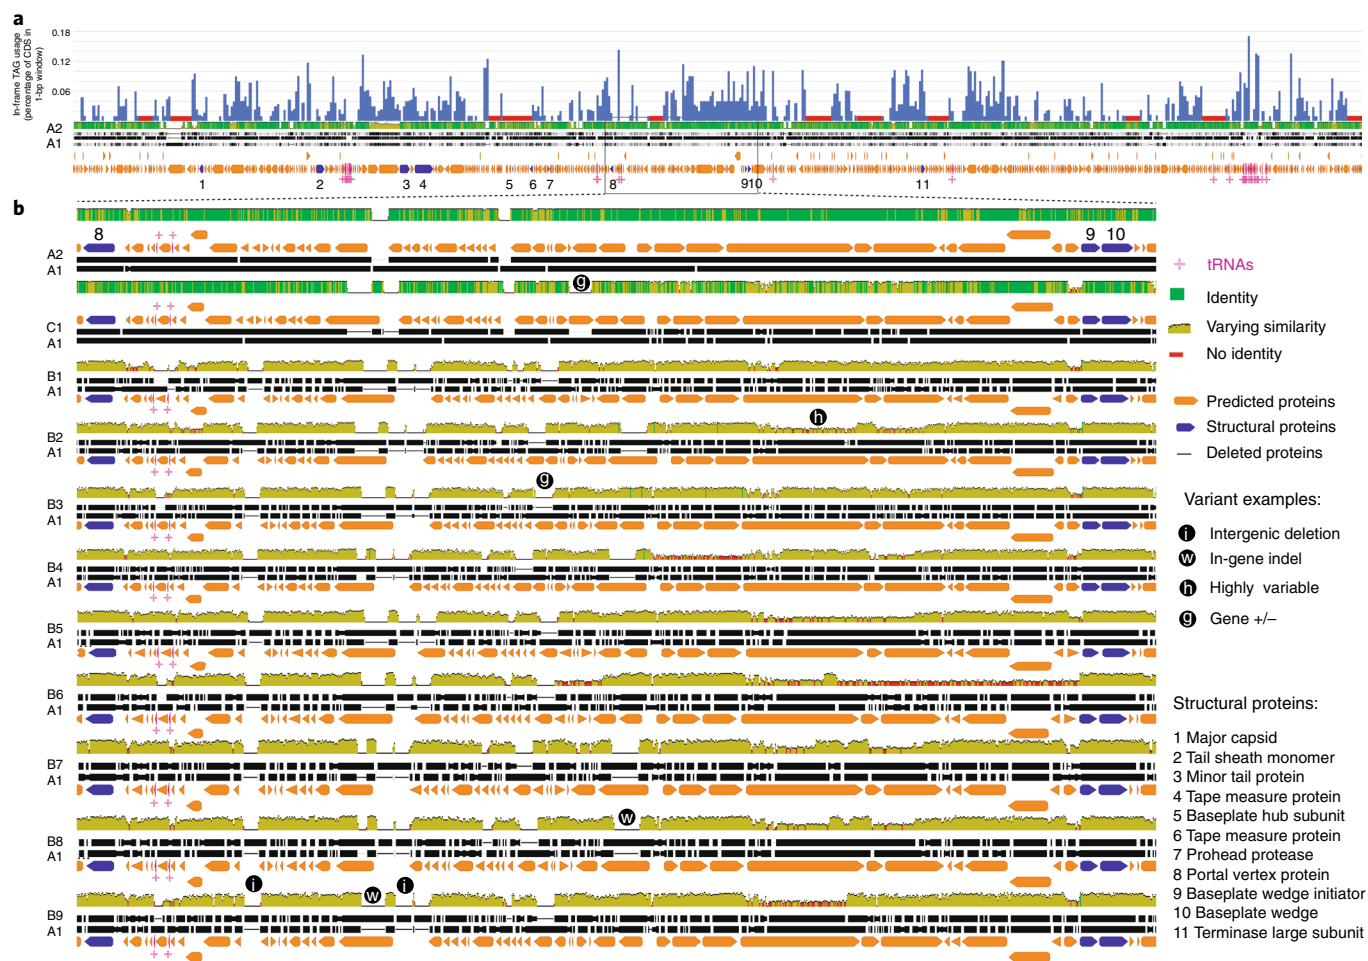 a
In-frame TAG usage
(percentage of CDS in
1-bp window)
0.18
0.12
0.06
A2
A1
1 2 3 4 5 6 7 8 9 10 11
b
8 9 10
A2
A1
g
C1
A1
B1
A1
h
B2
A1
g
B3
A1
B4
A1
B5
A1
B6
A1
B7
A1
w
B8
A1
i w i
B9
A1
tRNAs
Identity
Varying similarity
No identity
Predicted proteins
Structural proteins
Deleted proteins
Variant examples:
i Intergenic deletion
w In-gene indel
h Highly variable
g Gene +/–
Structural proteins:
1 Major capsid
2 Tail sheath monomer
3 Minor tail protein
4 Tape measure protein
5 Baseplate hub subunit
6 Tape measure protein
7 Prohead protease
8 Portal vertex protein
9 Baseplate wedge initiator
10 Baseplate wedge
11 Terminase large subunit